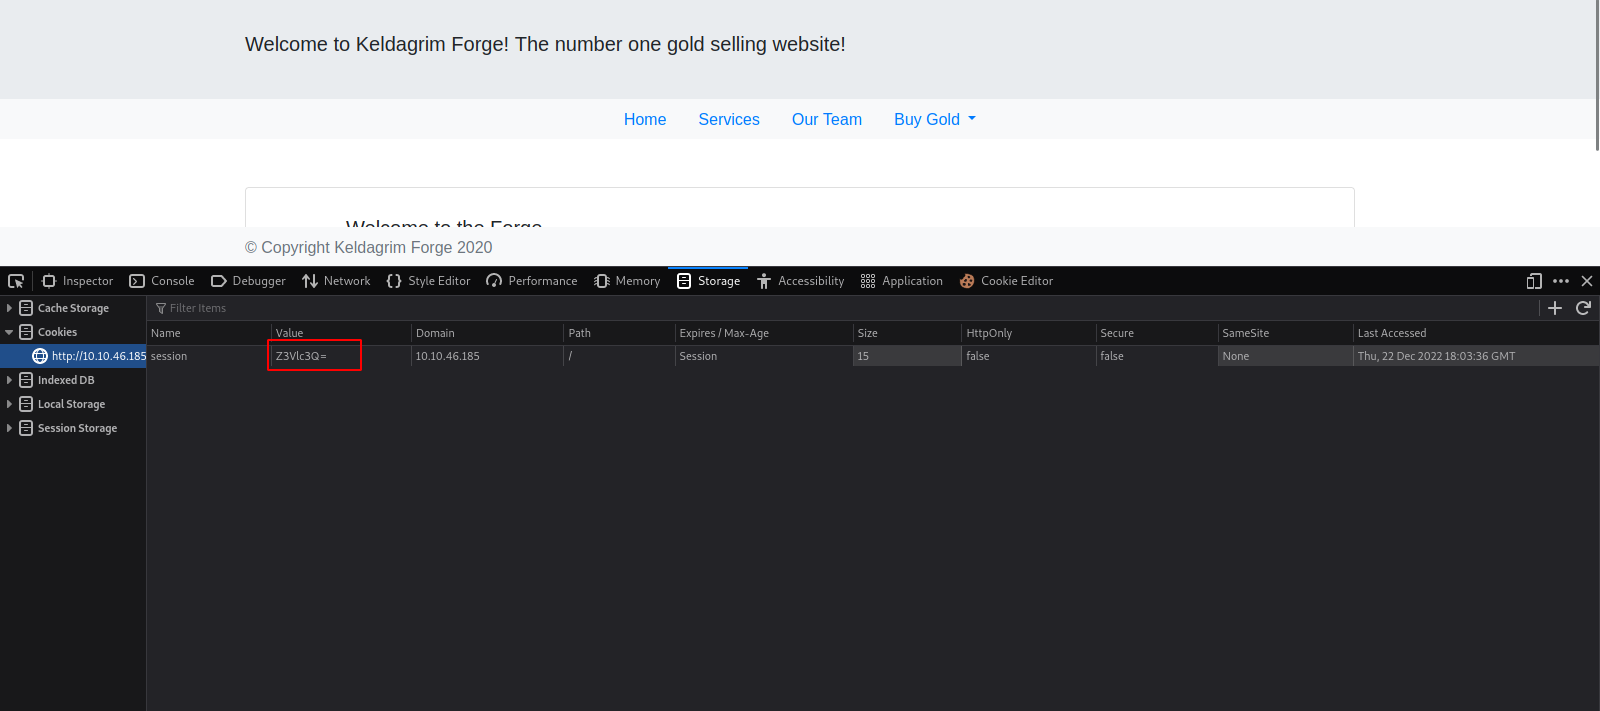 Welcome to Keldagrim Forge! The number one gold selling website!
Home Services Our Team Buy Gold
Welcome to the Forge
© Copyright Keldagrim Forge 2020
Inspector Console Debugger Network Style Editor Performance Memory Storage Accessibility Application Cookie Editor
Cache Storage
Filter Items
Cookies
Name Value Domain Path Expires / Max-Age Size HttpOnly Secure SameSite Last Accessed
http://10.10.46.185 session Z3Vlc3Q= 10.10.46.185 / Session 15 false false None Thu, 22 Dec 2022 18:03:36 GMT
Indexed DB
Local Storage
Session Storage